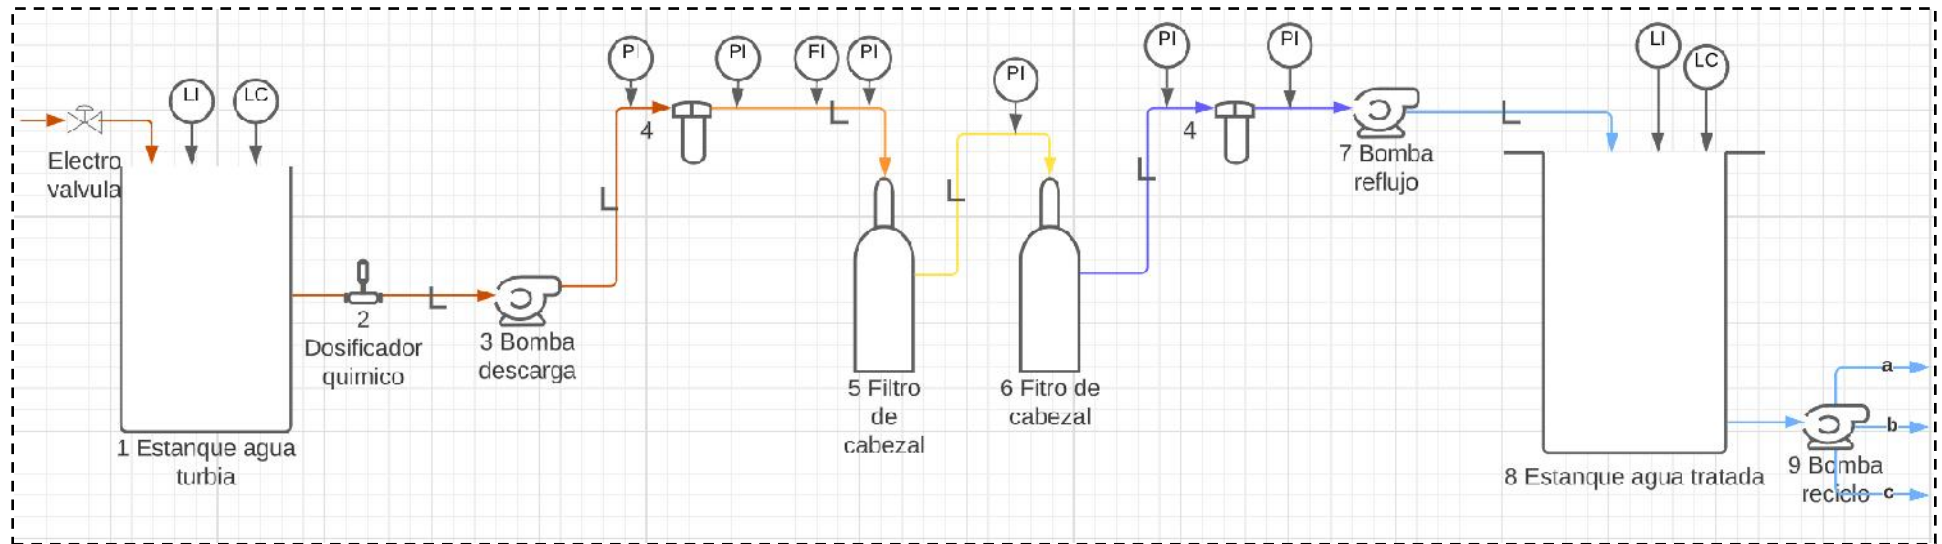 PI
PI
FI
PI
PI
PI
PI
LI
LC
LI
LC
4
L
L
4
L
L
L
L
Electro
valvula
7 Bomba
reflujo
2
Dosificador
quimico
3 Bomba
descarga
5 Filtro
de
cabezal
6 Fitro de
cabezal
1 Estanque agua
turbia
8 Estanque agua tratada
9 Bomba
reciclo
a
b
c